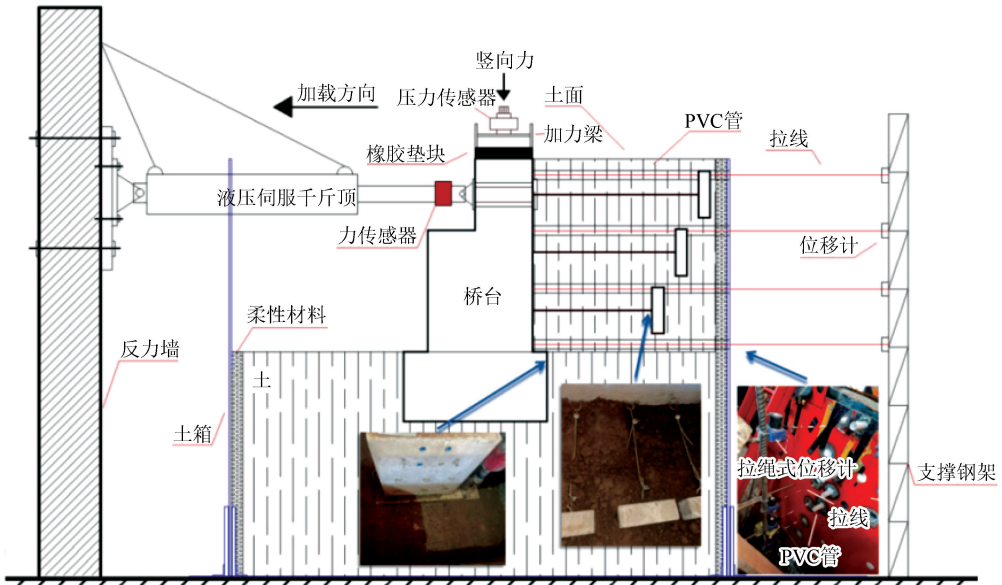 竖向力
加载方向
压力传感器
土面
加力梁
PVC管
拉线
橡胶垫块
液压伺服千斤顶
力传感器
位移计
桥台
柔性材料
反力墙
土
土箱
拉绳式位移计
支撑钢架
拉线
PVC管